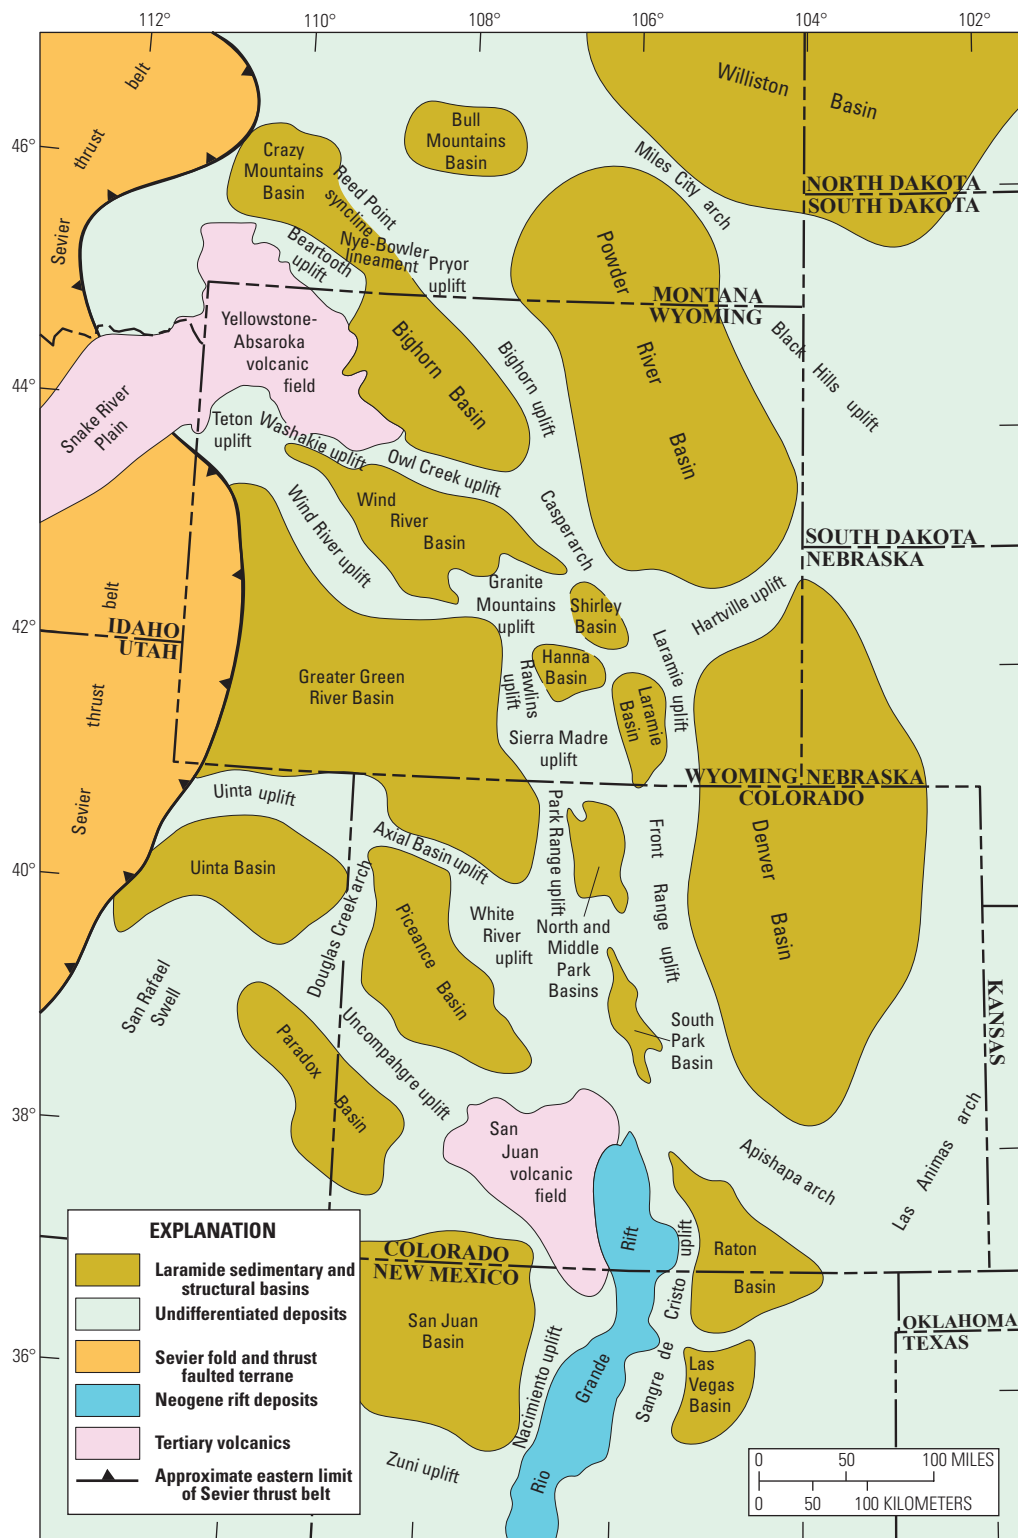 112°
110°
108°
106°
104°
102°
46°
44°
42°
40°
38°
36°
Williston
Basin
belt
thrust
Sevier
Bull
Mountains
Basin
Crazy
Mountains
Basin
Reed Point
syncline
Miles City arch
NORTH DAKOTA
SOUTH DAKOTA
Nye-Bowler
lineament
Beartooth
uplift
Pryor
uplift
Powder
River
Basin
MONTANA
WYOMING
Yellowstone-
Absaroka
volcanic
field
Bighorn
Basin
Bighorn uplift
Black Hills uplift
Snake River
Plain
Teton
uplift
Washakie uplift
Owl Creek uplift
Wind River uplift
Wind
River
Basin
Casper arch
SOUTH DAKOTA
NEBRASKA
Granite
Mountains
uplift
Shirley
Basin
Hartville uplift
belt
thrust
Sevier
IDAHO
UTAH
Greater Green
River Basin
Hanna
Basin
Rawlins
uplift
Laramie
Basin
Laramie uplift
Sierra Madre
uplift
WYOMING
NEBRASKA
COLORADO
Uinta uplift
Axial Basin uplift
Park Range uplift
Front Range uplift
Denver
Basin
Uinta Basin
Douglas Creek arch
Piceance
Basin
White
River
uplift
North and
Middle
Park
Basins
San Rafael
Swell
KANSAS
Uncompahgre uplift
Paradox
Basin
South
Park
Basin
San
Juan
volcanic
field
Apishapa arch
Las Animas arch
Rio Grande Rift
Sangre de Cristo uplift
Raton
Basin
COLORADO
NEW MEXICO
San Juan
Basin
Nacimiento uplift
Las
Vegas
Basin
OKLAHOMA
TEXAS
Zuni uplift
EXPLANATION
Laramide sedimentary and
structural basins
Undifferentiated deposits
Sevier fold and thrust
faulted terrane
Neogene rift deposits
Tertiary volcanics
Approximate eastern limit
of Sevier thrust belt
0 50 100 MILES
0 50 100 KILOMETERS